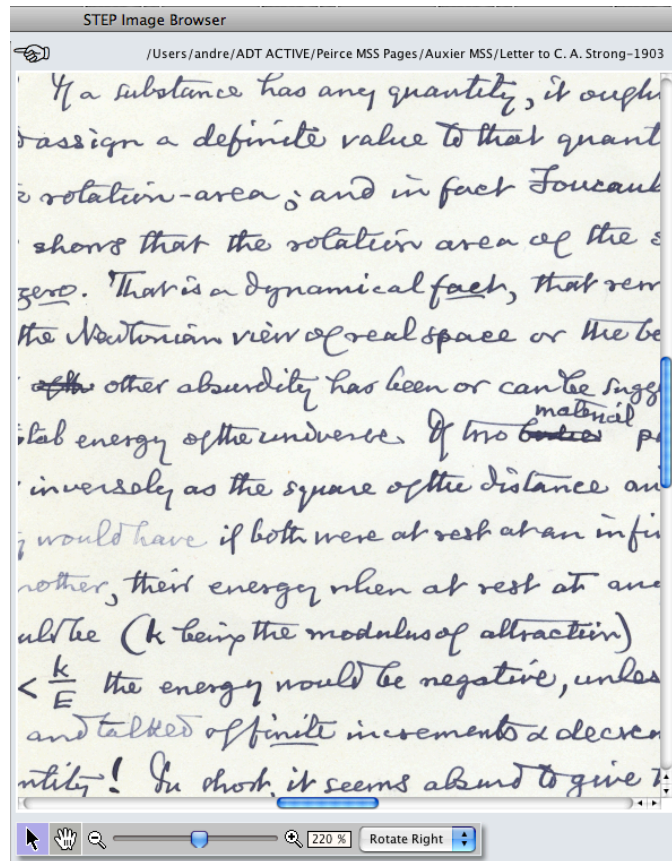 STEP Image Browser
/Users/andre/ADT ACTIVE/Peirce MSS Pages/Auxier MSS/Letter to C. A. Strong-1903
If a substance has any quantity, it ough
assign a definite value to that quant
rotation-area; and in fact Foucaul
shows that the rotation area of the
zero. That is a dynamical fact, that rem
the Newtonian view of real space or the be
other absurdity has been or can be sugg
energy of the universe. If two material p
inversely as the square of the distance an
would have if both were at rest at an infi
nother, their energy when at rest at an
uld be (k being the modulus of attraction)
< k/E the energy would be negative, unles
and talked of finite increments & decrem
ntity! In short, it seems absurd to give
220 % Rotate Right